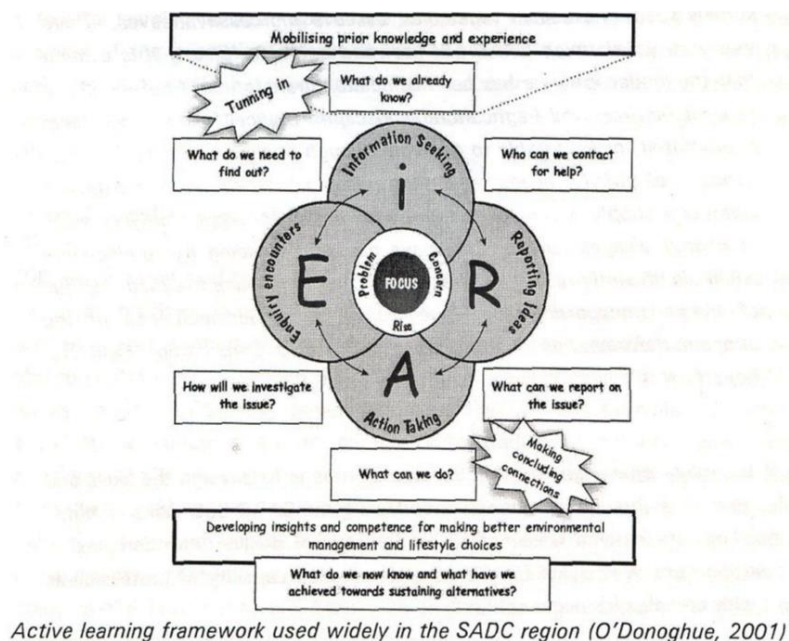 Mobilising prior knowledge and experience
Tunning in
What do we already
know?
What do we need to
find out?
Who can we contact
for help?
Information Seeking
i
Enquiry encounters
E
Problem
Concern
FOCUS
Risk
R
Reporting Ideas
A
Action Taking
How will we investigate
the issue?
What can we report on
the issue?
What can we do?
Making
concluding
connections
Developing insights and competence for making better environmental
management and lifestyle choices
What do we now know and what have we
achieved towards sustaining alternatives?
Active learning framework used widely in the SADC region (O'Donoghue, 2001)